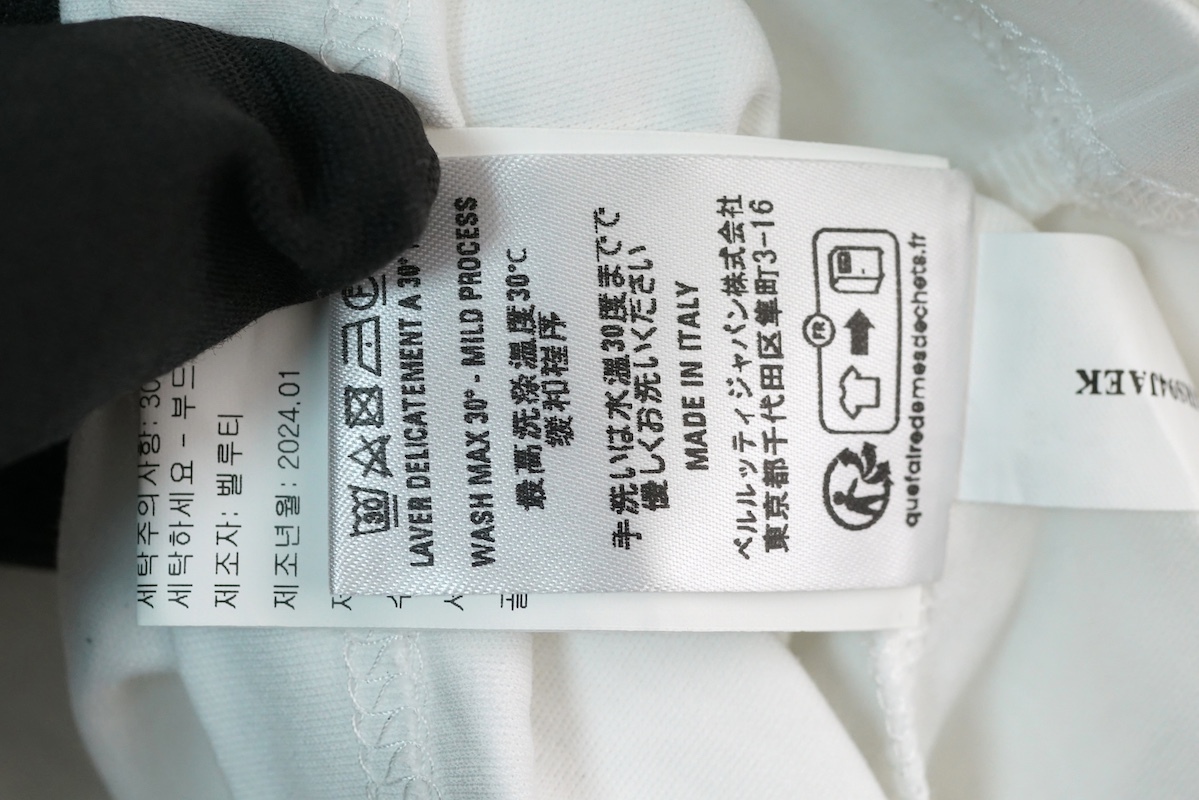 세탁주의사항: 30
세탁하세요 - 부드
제조자: 벨루티
제조년월: 2024.01
30
LAVER DELICATEMENT A 30°
WASH MAX 30° - MILD PROCESS
最高洗涤温度30℃
缓和程序
手洗いは水温30度までで
優しくお洗いください
MADE IN ITALY
ベルルッティジャパン株式会社
東京都千代田区隼町3-16
FR
quefairedemesdechets.fr